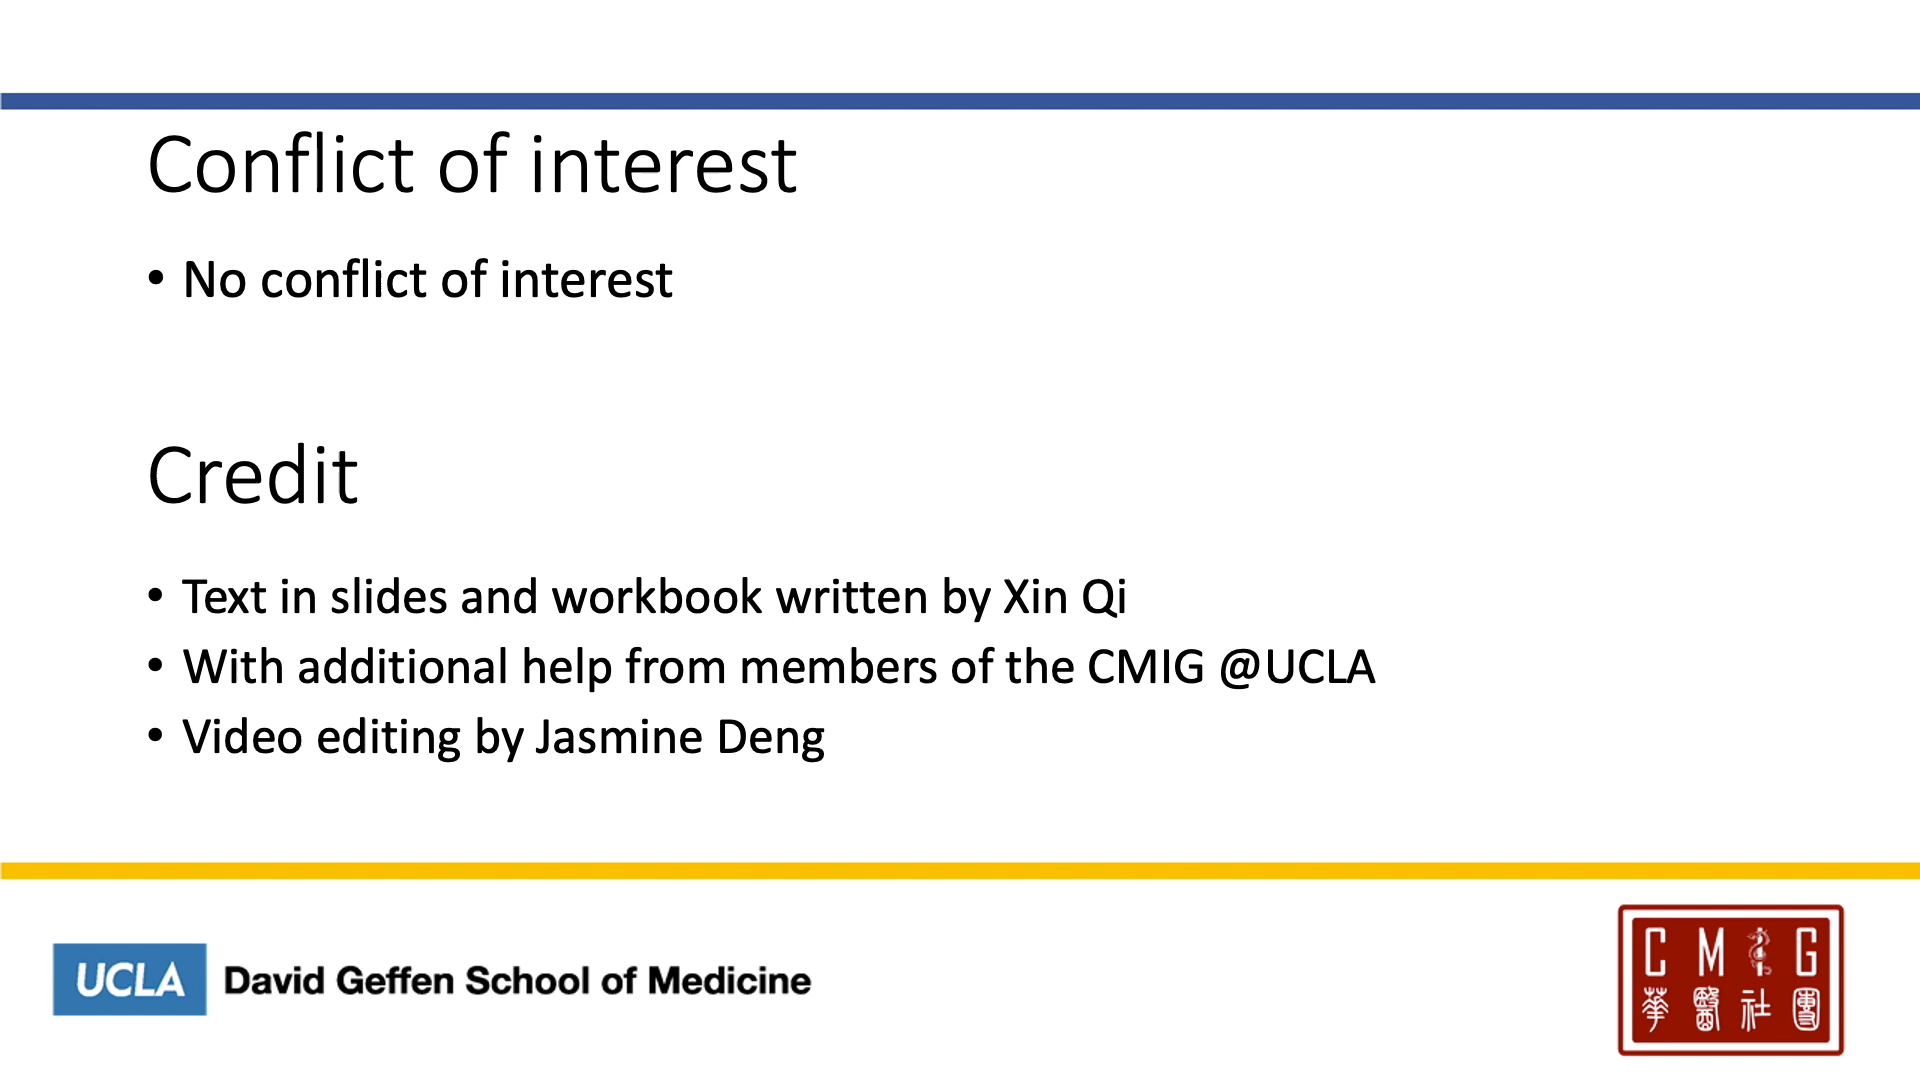 Conflict of interest
• No conflict of interest
Credit
• Text in slides and workbook written by Xin Qi
• With additional help from members of the CMIG @UCLA
• Video editing by Jasmine Deng
UCLA David Geffen School of Medicine
CMIG
華醫社團